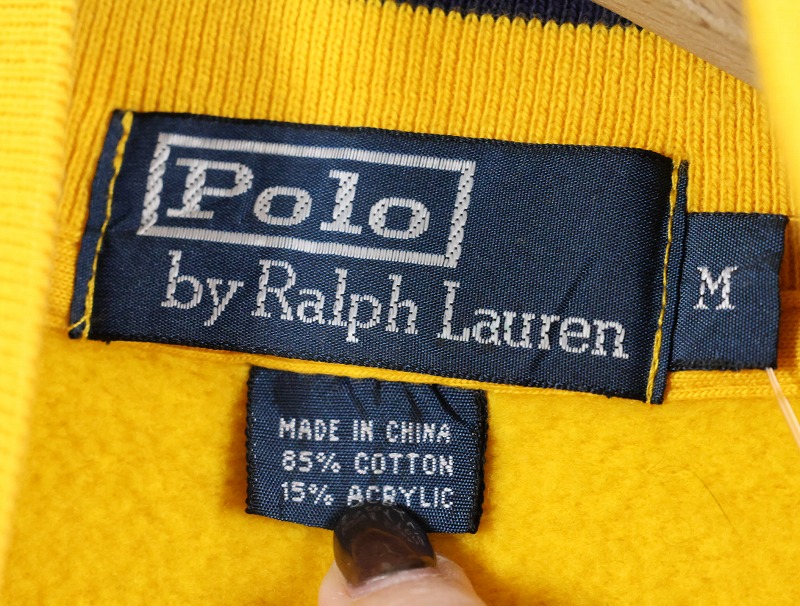 Polo
by Ralph Lauren
M
MADE IN CHINA
85% COTTON
15% ACRYLIC